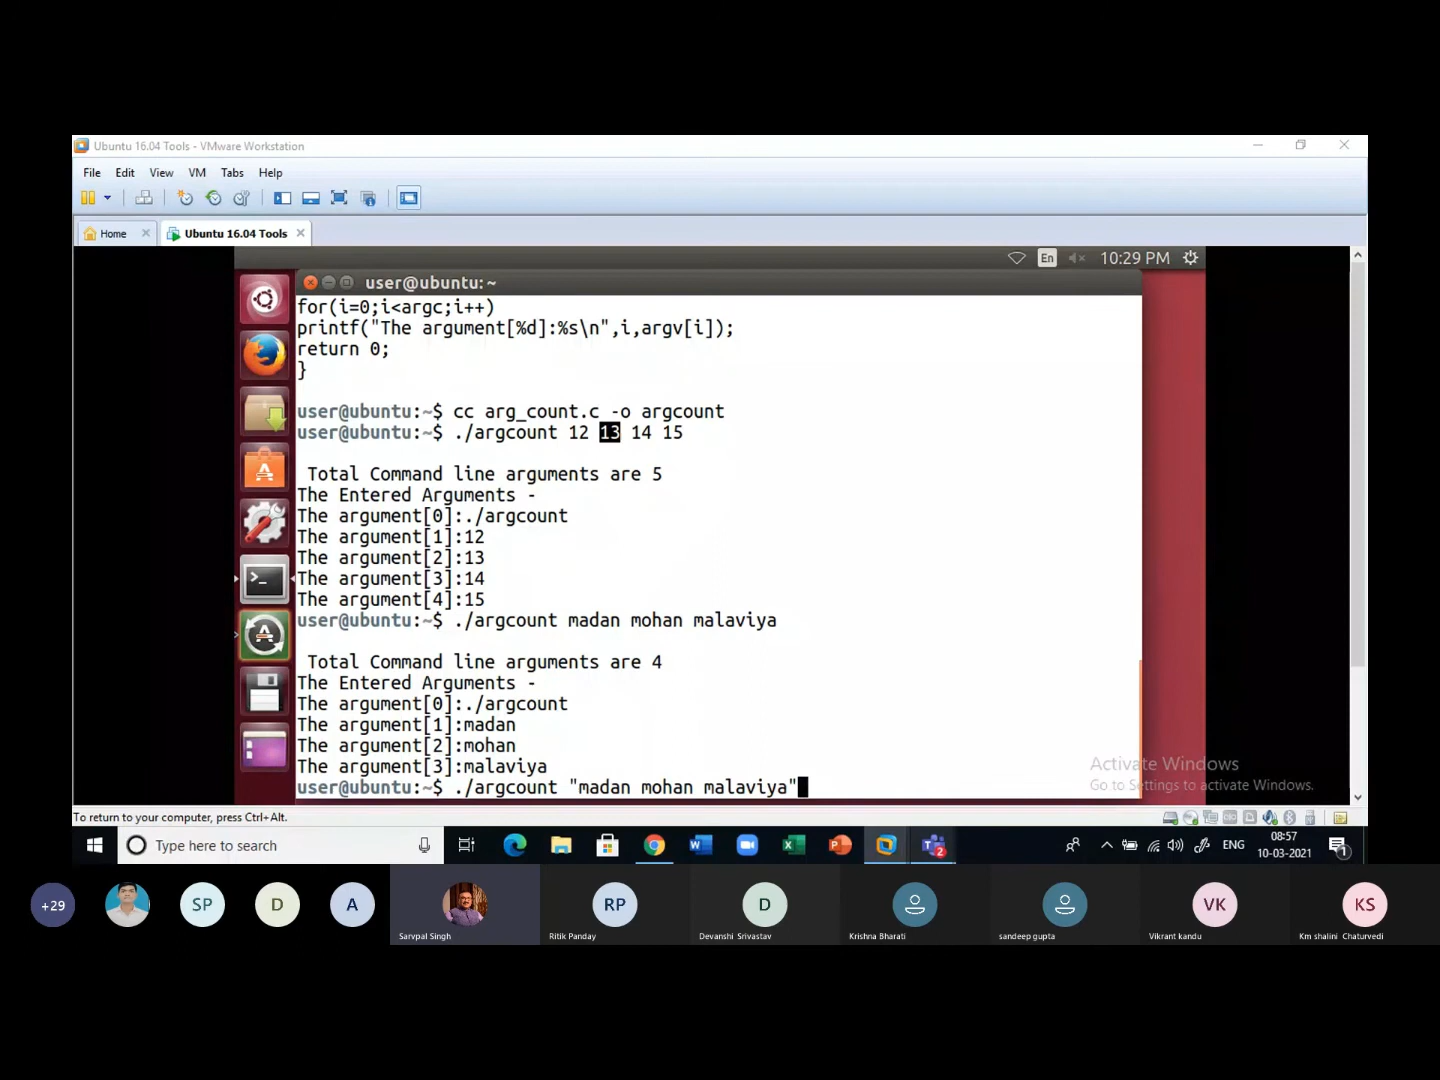 Ubuntu 16.04 Tools - VMware Workstation
File Edit View VM Tabs Help
Home
Ubuntu 16.04 Tools
En 10:29 PM
user@ubuntu: ~
for(i=0;i<argc;i++)
printf("The argument[%d]:%s\n",i,argv[i]);
return 0;
}
user@ubuntu:~$ cc arg_count.c -o argcount
user@ubuntu:~$ ./argcount 12 13 14 15
Total Command line arguments are 5
The Entered Arguments -
The argument[0]:./argcount
The argument[1]:12
The argument[2]:13
The argument[3]:14
The argument[4]:15
user@ubuntu:~$ ./argcount madan mohan malaviya
Total Command line arguments are 4
The Entered Arguments -
The argument[0]:./argcount
The argument[1]:madan
The argument[2]:mohan
The argument[3]:malaviya
user@ubuntu:~$ ./argcount "madan mohan malaviya"
Activate Windows
Go to Settings to activate Windows.
To return to your computer, press Ctrl+Alt.
Type here to search
ENG
08:57
10-03-2021
+29
SP
D
A
Sarvpal Singh
RP
Ritik Panday
D
Devanshi Srivastav
Krishna Bharati
sandeep gupta
VK
Vikrant kandu
KS
Km shalini Chaturvedi